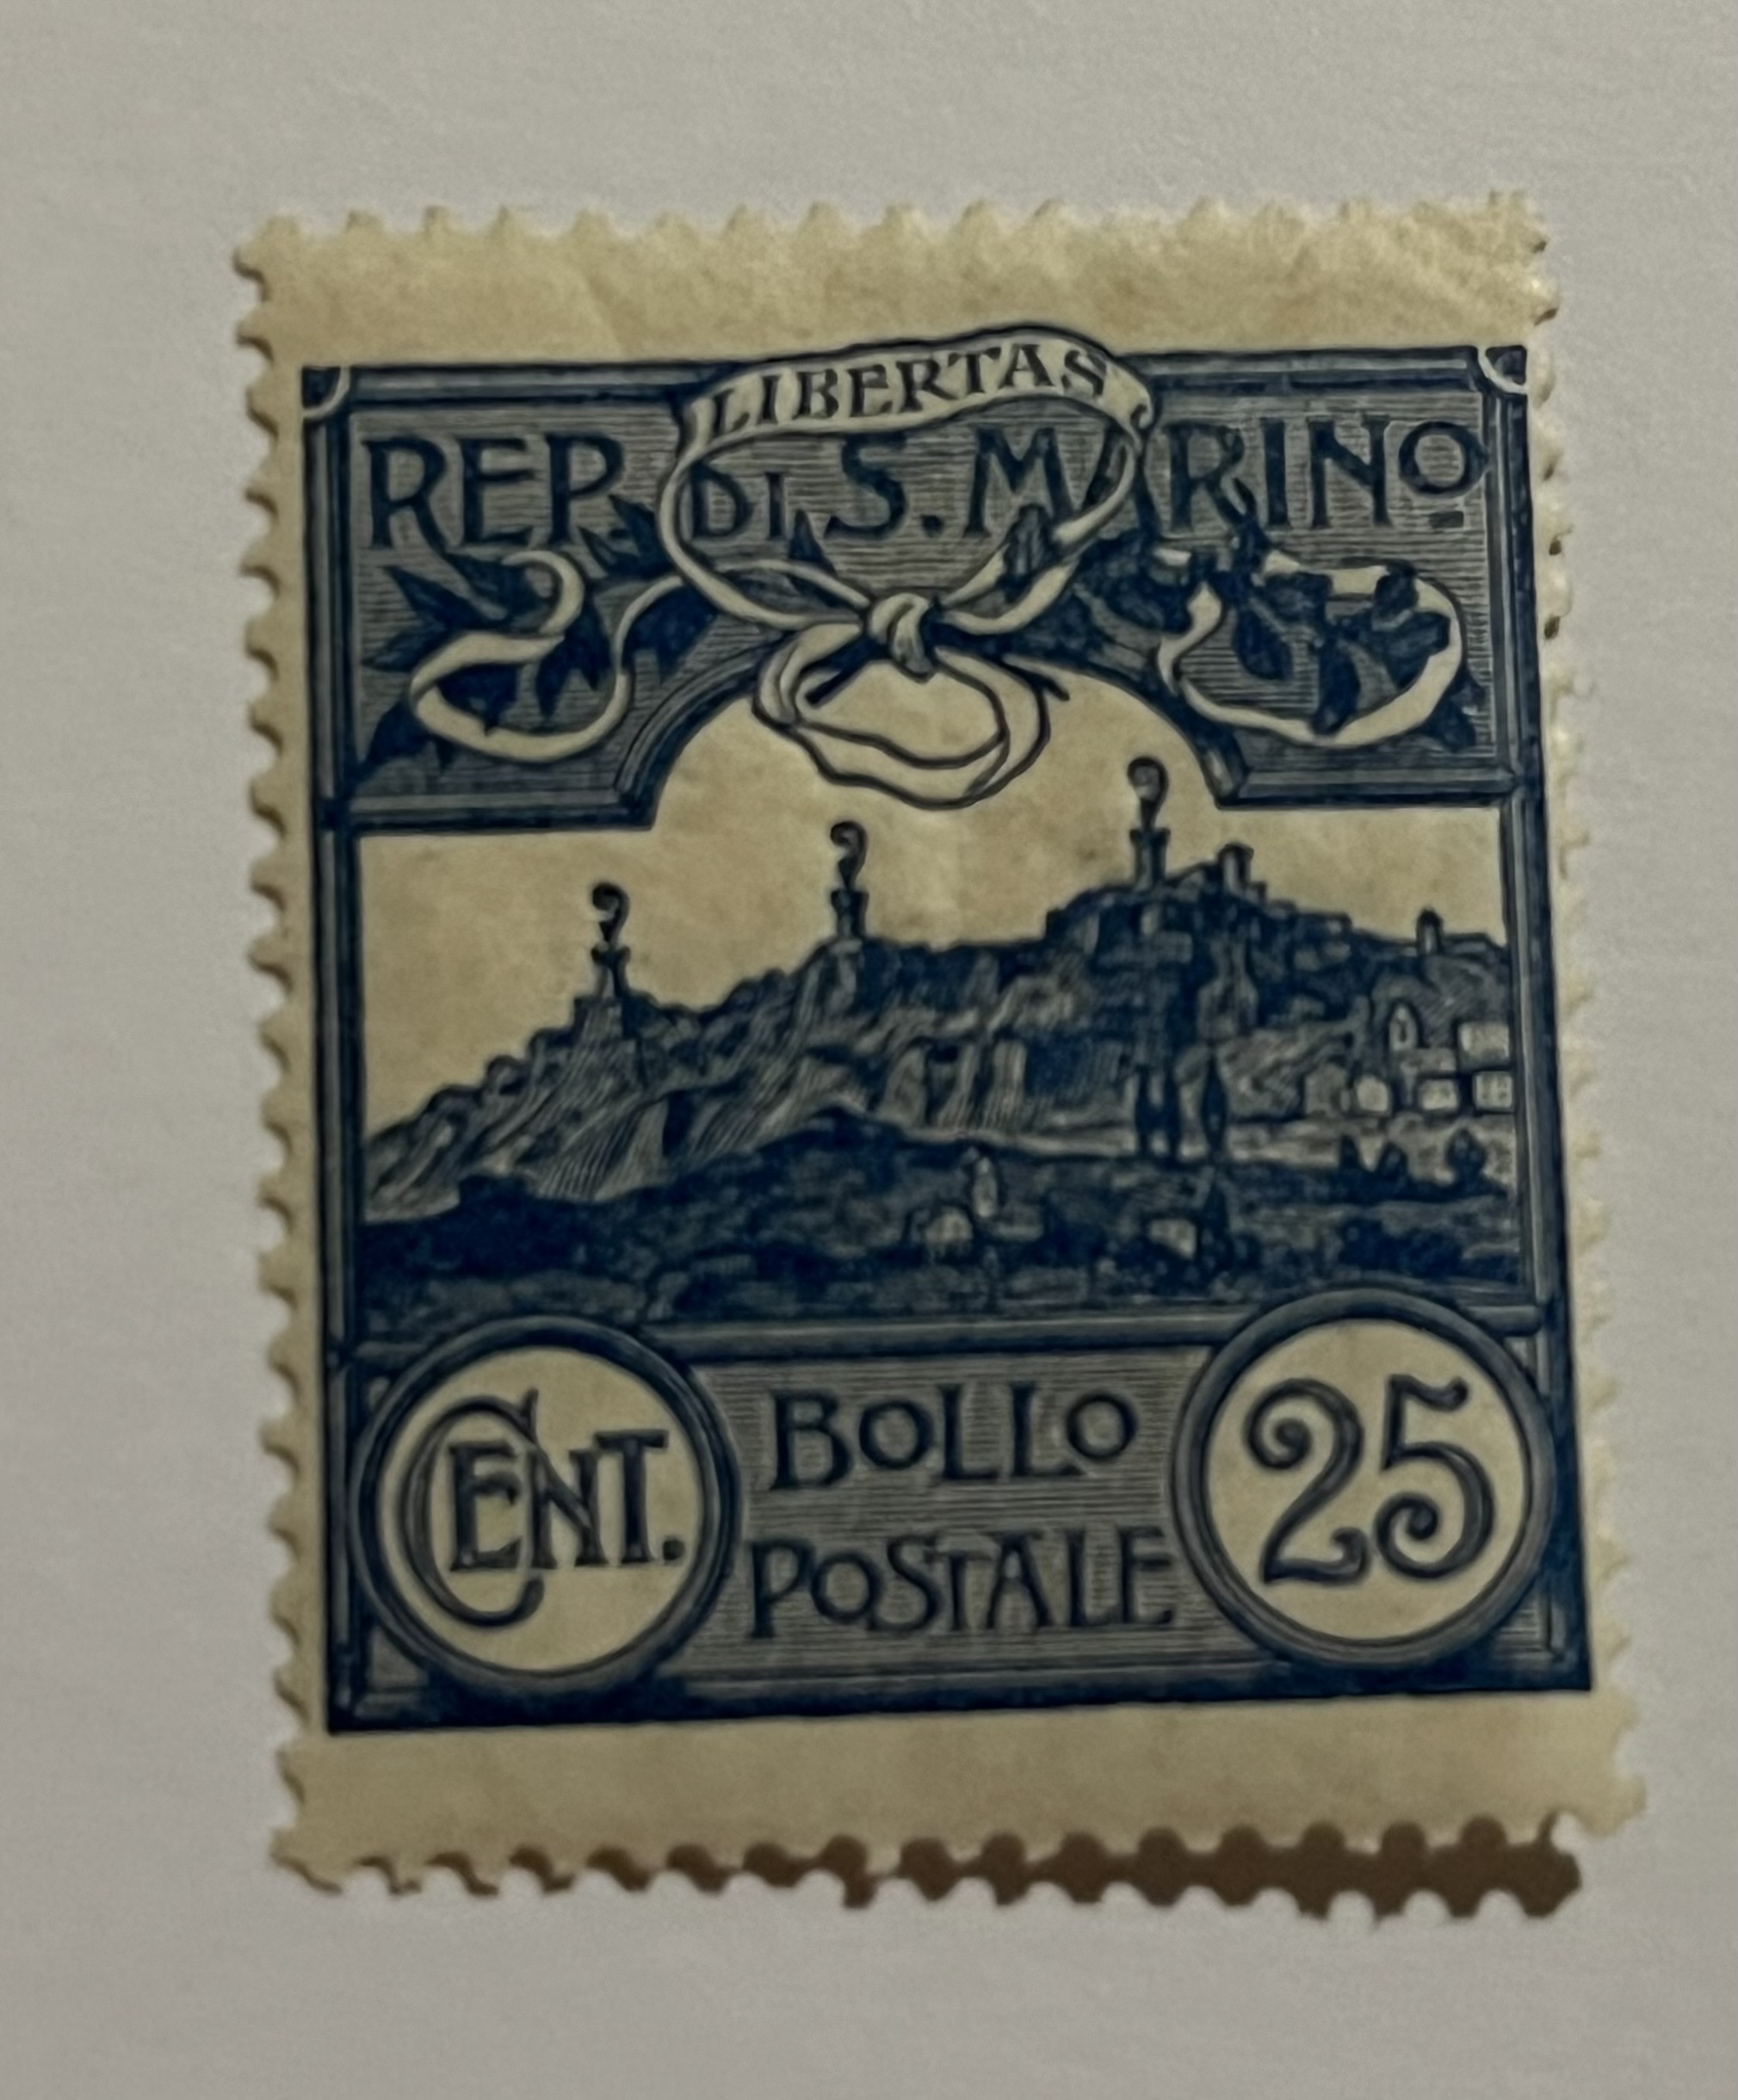 LIBERTAS
REP. DI S. MARINO
CENT.
BOLLO
POSTALE
25